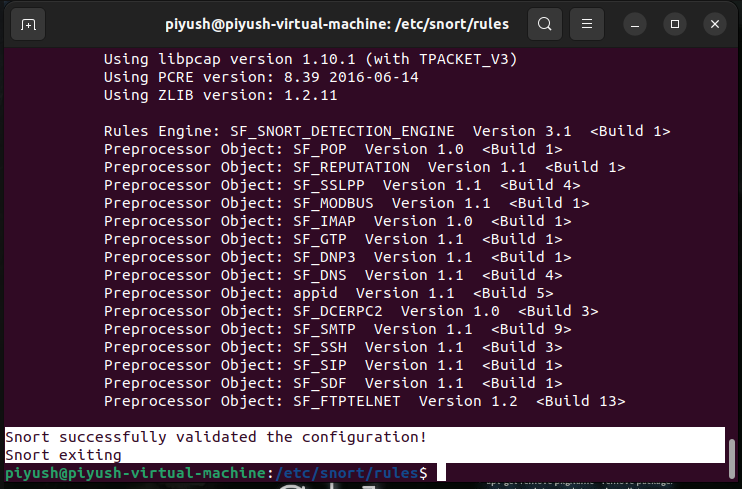 piyush@piyush-virtual-machine: /etc/snort/rules
Using libpcap version 1.10.1 (with TPACKET_V3)
Using PCRE version: 8.39 2016-06-14
Using ZLIB version: 1.2.11
Rules Engine: SF_SNORT_DETECTION_ENGINE  Version 3.1  <Build 1>
Preprocessor Object: SF_POP  Version 1.0  <Build 1>
Preprocessor Object: SF_REPUTATION  Version 1.1  <Build 1>
Preprocessor Object: SF_SSLPP  Version 1.1  <Build 4>
Preprocessor Object: SF_MODBUS  Version 1.1  <Build 1>
Preprocessor Object: SF_IMAP  Version 1.0  <Build 1>
Preprocessor Object: SF_GTP  Version 1.1  <Build 1>
Preprocessor Object: SF_DNP3  Version 1.1  <Build 1>
Preprocessor Object: SF_DNS  Version 1.1  <Build 4>
Preprocessor Object: appid  Version 1.1  <Build 5>
Preprocessor Object: SF_DCERPC2  Version 1.0  <Build 3>
Preprocessor Object: SF_SMTP  Version 1.1  <Build 9>
Preprocessor Object: SF_SSH  Version 1.1  <Build 3>
Preprocessor Object: SF_SIP  Version 1.1  <Build 1>
Preprocessor Object: SF_SDF  Version 1.1  <Build 1>
Preprocessor Object: SF_FTPTELNET  Version 1.2  <Build 13>
Snort successfully validated the configuration!
Snort exiting
piyush@piyush-virtual-machine:/etc/snort/rules$